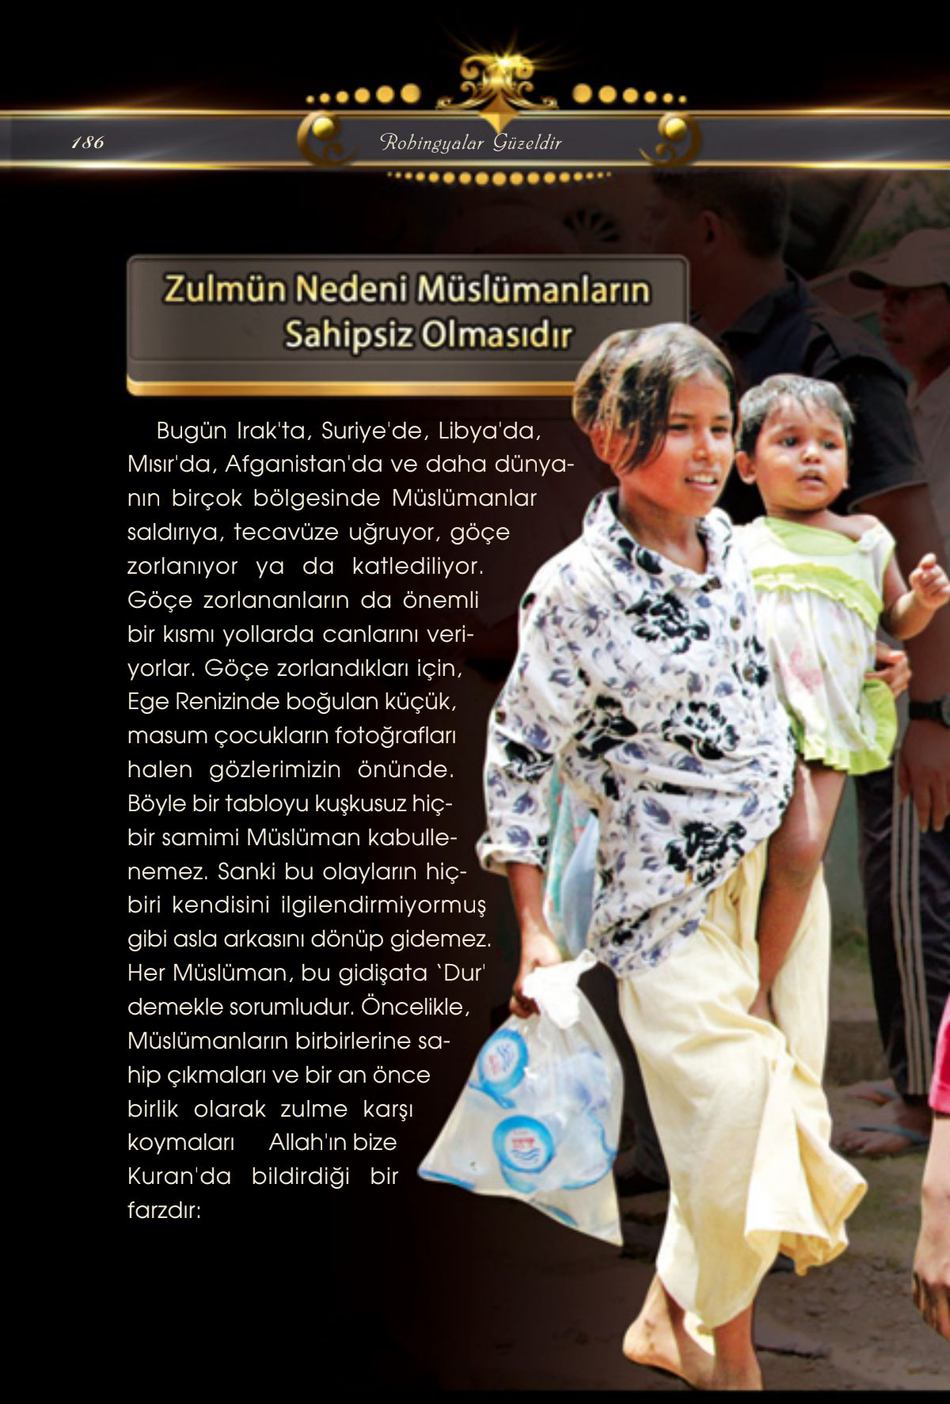 186
Rohingyalar Güzeldir
Zulmün Nedeni Müslümanların
Sahipsiz Olmasıdır
Bugün Irak'ta, Suriye'de, Libya'da,
Mısır'da, Afganistan'da ve daha dünya-
nın birçok bölgesinde Müslümanlar
saldırıya, tecavüze uğruyor, göçe
zorlanıyor ya da katlediliyor.
Göçe zorlananların da önemli
bir kısmı yollarda canlarını veri-
yorlar. Göçe zorlandıkları için,
Ege Renizinde boğulan küçük,
masum çocukların fotoğrafları
halen gözlerimizin önünde.
Böyle bir tabloyu kuşkusuz hiç-
bir samimi Müslüman kabulle-
nemez. Sanki bu olayların hiç-
biri kendisini ilgilendirmiyormuş
gibi asla arkasını dönüp gidemez.
Her Müslüman, bu gidişata ‘Dur'
demekle sorumludur. Öncelikle,
Müslümanların birbirlerine sa-
hip çıkmaları ve bir an önce
birlik olarak zulme karşı
koymaları Allah'ın bize
Kuran'da bildirdiği bir
farzdır: